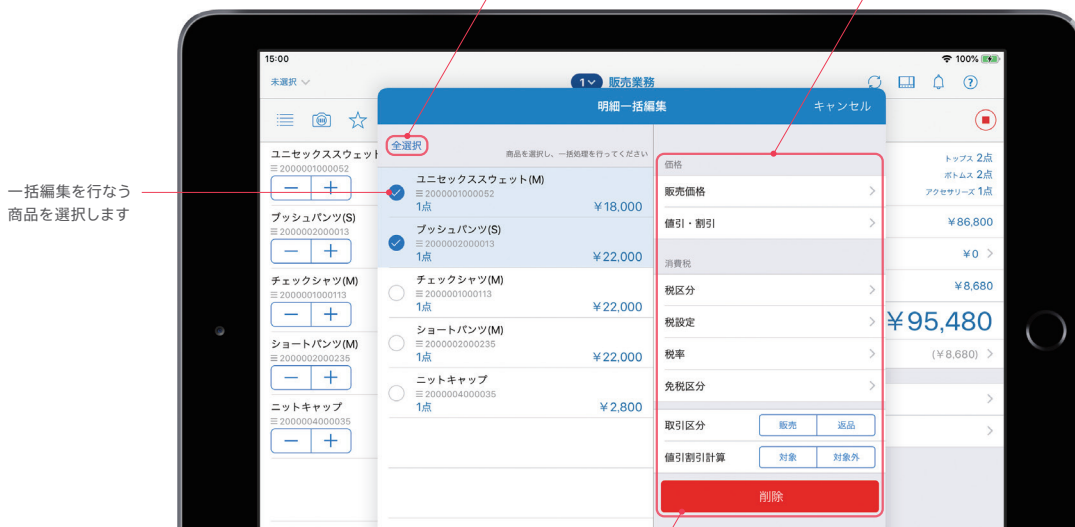 15:00
100%
未選択
1 販売業務
明細一括編集
キャンセル
全選択
商品を選択し、一括処理を行ってください
一括編集を行なう
商品を選択します
ユニセックススウェット
2000001000052
プッシュパンツ(S)
2000002000013
チェックシャツ(M)
2000001000113
ショートパンツ(M)
2000002000235
ニットキャップ
2000004000035
ユニセックススウェット(M)
2000001000052
1点 ¥18,000
プッシュパンツ(S)
2000002000013
1点 ¥22,000
チェックシャツ(M)
2000001000113
1点 ¥22,000
ショートパンツ(M)
2000002000235
1点 ¥22,000
ニットキャップ
2000004000035
1点 ¥2,800
価格
販売価格
値引・割引
消費税
税区分
税設定
税率
免税区分
取引区分 販売 返品
値引割引計算 対象 対象外
削除
トップス 2点
ボトムス 2点
アクセサリーズ 1点
¥86,800
¥0
¥8,680
¥95,480
(¥8,680)